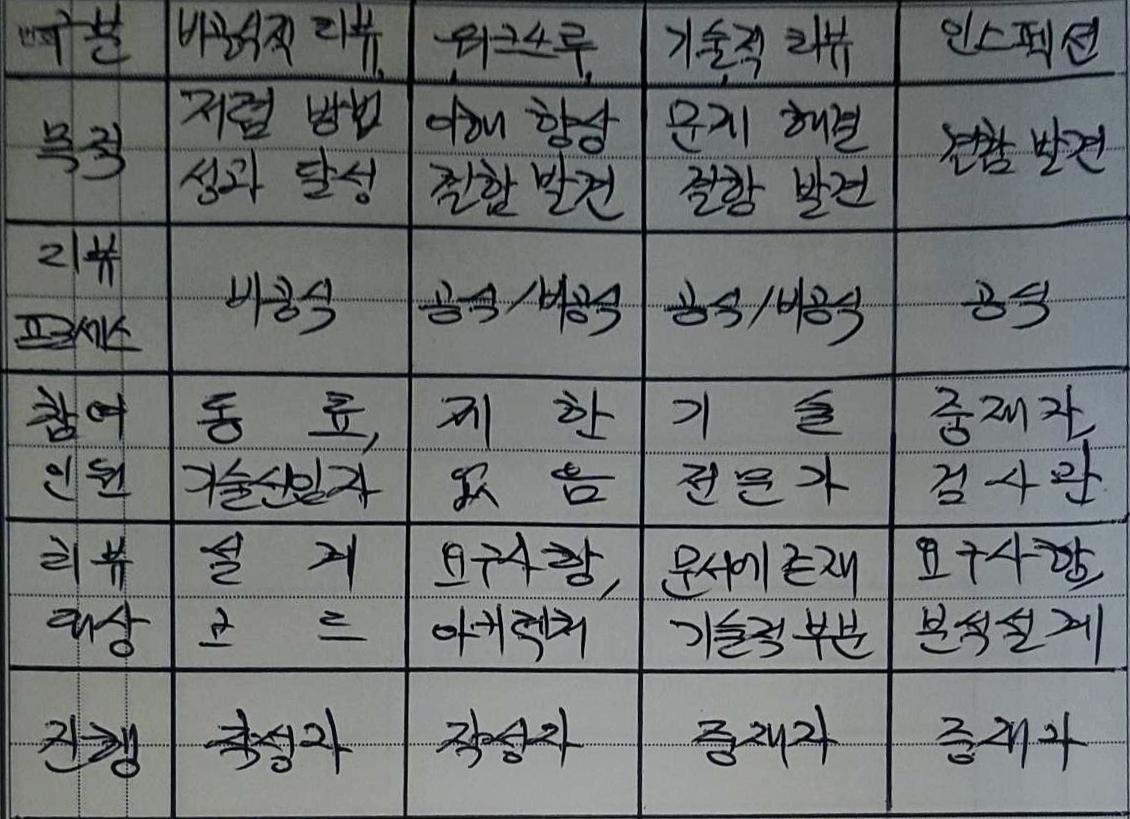 구분 비공식적 리뷰 워크스루 기술적 리뷰 인스펙션
목적 저렴 방법 이해 향상 문제 해결 결함 발견
성과 달성 결함 발견 결함 발견
리뷰 비공식 공식/비공식 공식/비공식 공식
프로세스
참여 동 료, 제 한 기 술 중재자,
인원 기술선임자 없 음 전문가 검사관
리뷰 설 계 요구사항, 문서에 존재 요구사항,
대상 코 드 아키텍처 기술적 부분 분석설계
진행 작성자 작성자 중재자 중재자